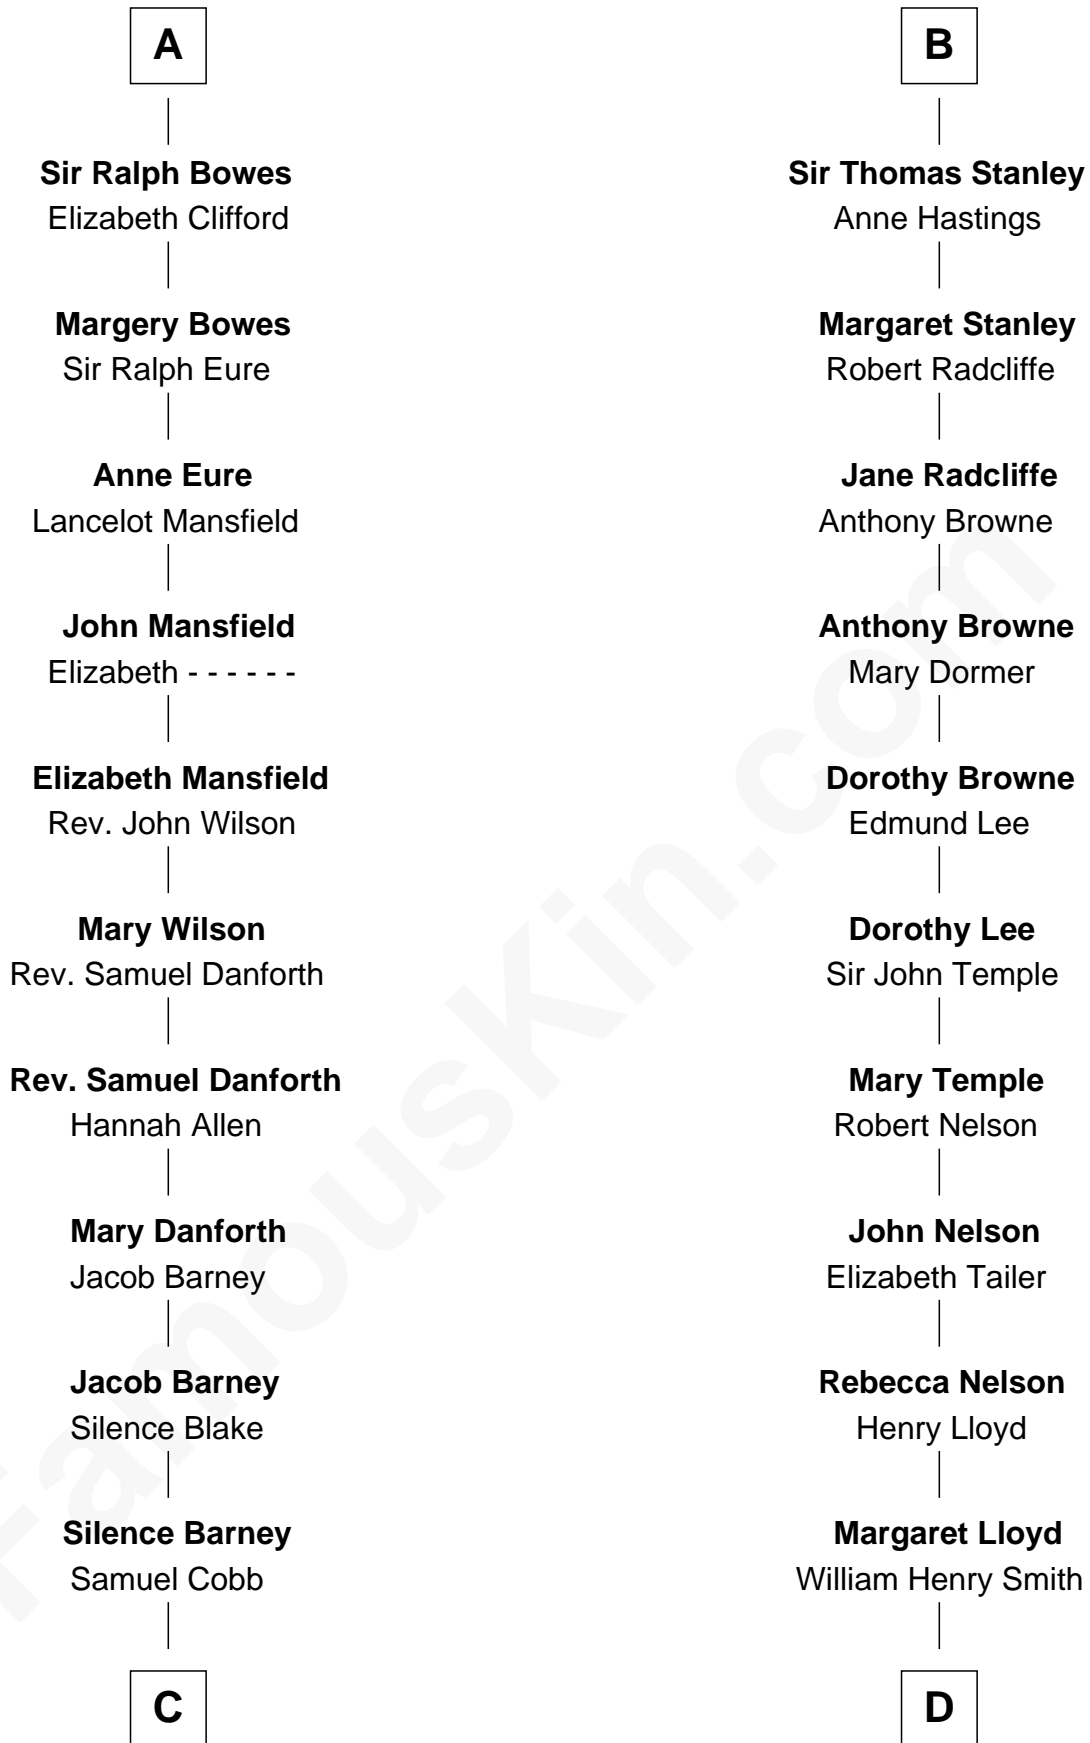 A
Sir Ralph Bowes
Elizabeth Clifford
Margery Bowes
Sir Ralph Eure
Anne Eure
Lancelot Mansfield
John Mansfield
Elizabeth - - - - - -
Elizabeth Mansfield
Rev. John Wilson
Mary Wilson
Rev. Samuel Danforth
Rev. Samuel Danforth
Hannah Allen
Mary Danforth
Jacob Barney
Jacob Barney
Silence Blake
Silence Barney
Samuel Cobb
C
B
Sir Thomas Stanley
Anne Hastings
Margaret Stanley
Robert Radcliffe
Jane Radcliffe
Anthony Browne
Anthony Browne
Mary Dormer
Dorothy Browne
Edmund Lee
Dorothy Lee
Sir John Temple
Mary Temple
Robert Nelson
John Nelson
Elizabeth Tailer
Rebecca Nelson
Henry Lloyd
Margaret Lloyd
William Henry Smith
D
FamousKin.com